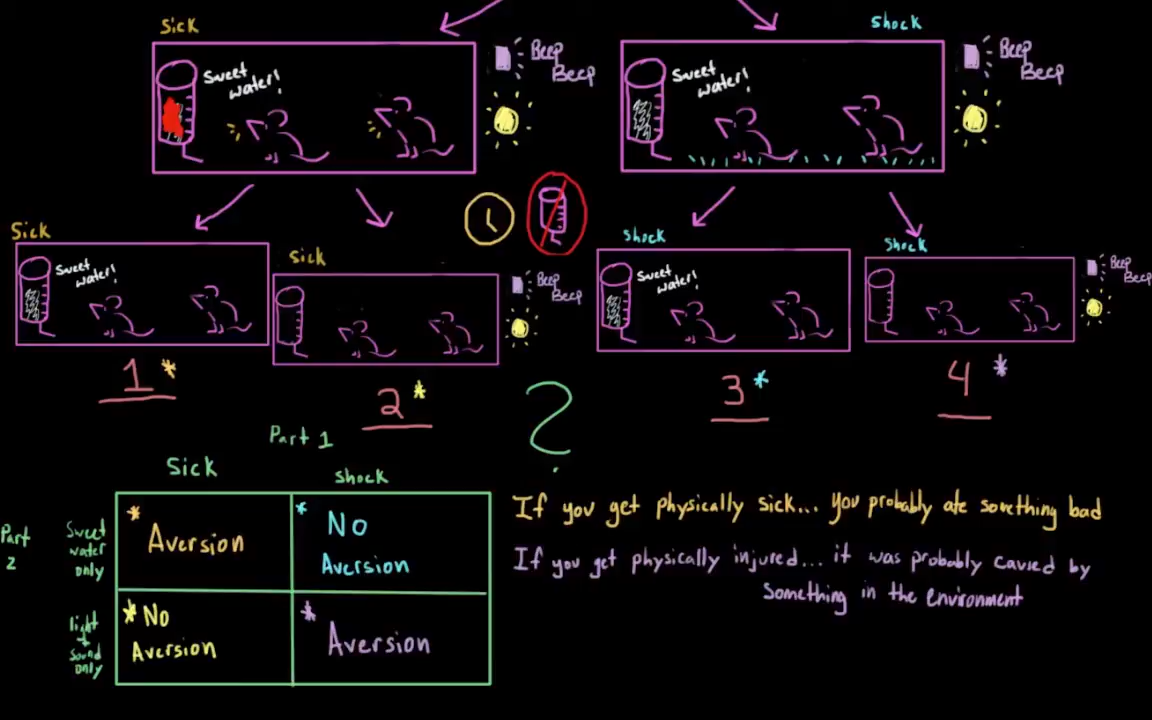 Sick
Shock
Sweet
water!
Beep
Beep
Sweet
water!
Beep
Beep
Sick
Sweet
water!
Sick
Beep
Beep
Shock
Sweet
water!
Shock
Beep
Beep
1 *
2 *
3 *
4 *
?
Part 1
Sick
Shock
Part
2
Sweet
water
only
* Aversion
* No
Aversion
light
+
Sound
only
* No
Aversion
* Aversion
If you get physically sick... you probably ate something bad
If you get physically injured... it was probably caused by
something in the environment